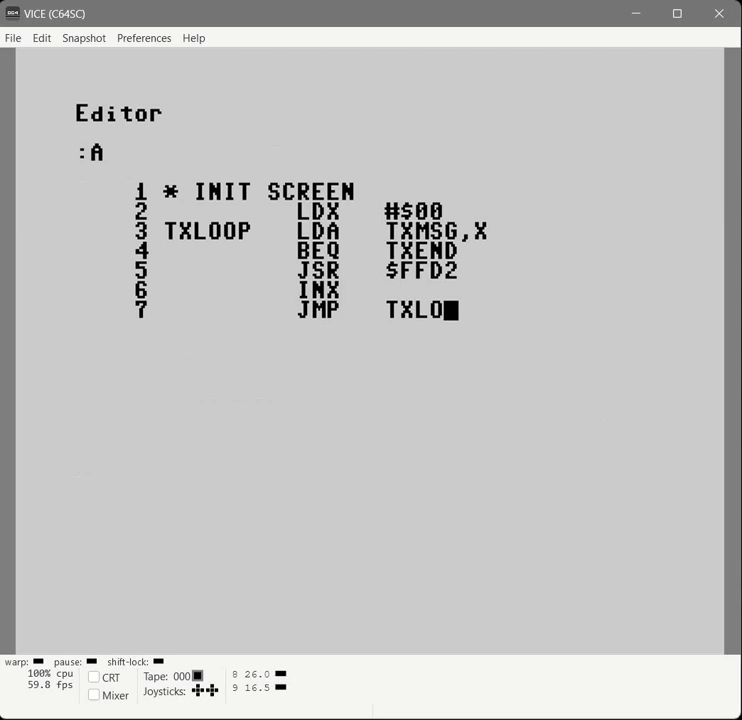 VICE (C64SC)
File Edit Snapshot Preferences Help
Editor
:A
1 * INIT SCREEN
2 LDX #$00
3 TXLOOP LDA TXMSG,X
4 BEQ TXEND
5 JSR $FFD2
6 INX
7 JMP TXLO
warp: pause: shift-lock:
100% cpu CRT Tape: 000 8 26.0
59.8 fps Mixer Joysticks: 9 16.5